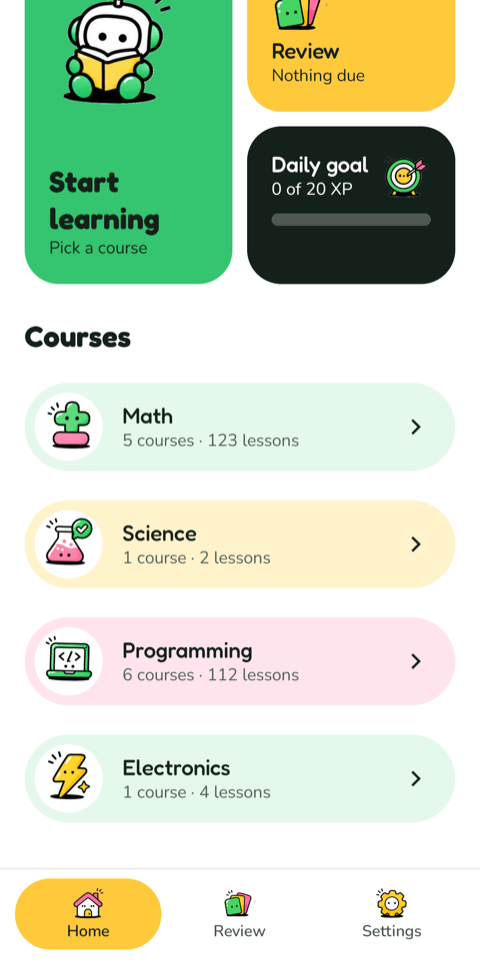 Start
learning
Pick a course
Review
Nothing due
Daily goal
0 of 20 XP
Courses
Math
5 courses · 123 lessons
Science
1 course · 2 lessons
</>
Programming
6 courses · 112 lessons
Electronics
1 course · 4 lessons
Home
Review
Settings